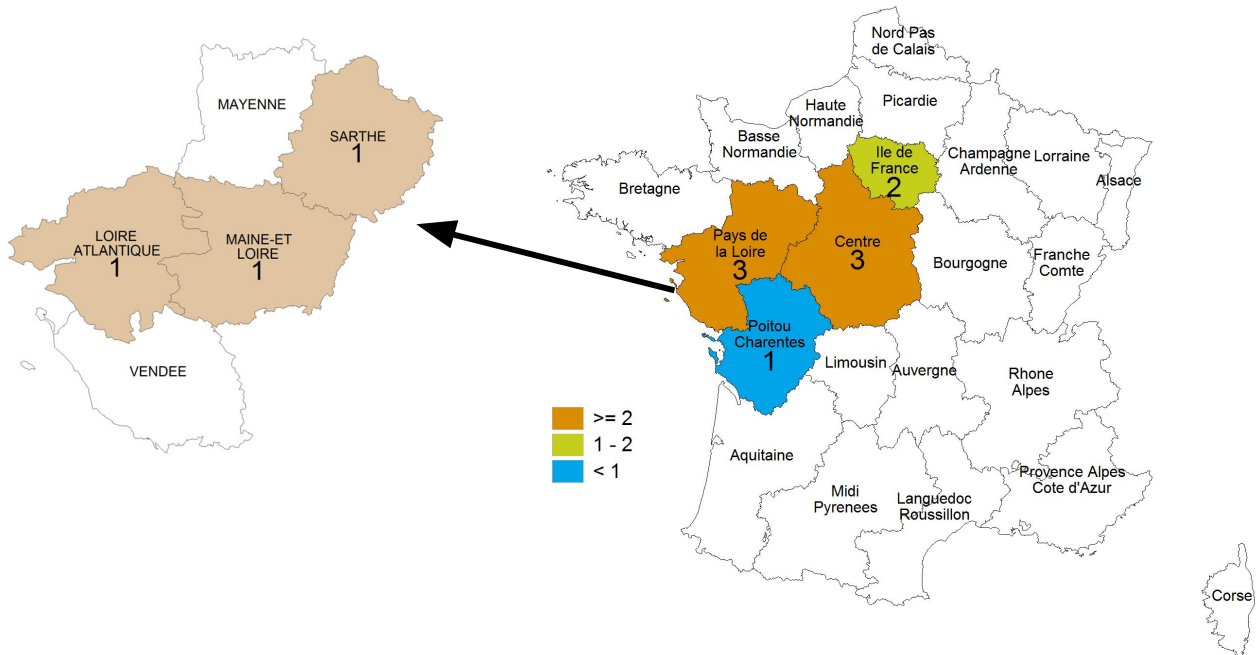 MAYENNE
SARTHE
1
LOIRE
ATLANTIQUE
1
MAINE-ET
LOIRE
1
VENDEE
Nord Pas
de Calais
Picardie
Haute
Normandie
Basse
Normandie
Ile de
France
2
Champagne
Ardenne
Lorraine
Alsace
Bretagne
Pays de
la Loire
3
Centre
3
Bourgogne
Franche
Comte
Poitou
Charentes
1
Limousin
Auvergne
Rhone
Alpes
Aquitaine
Midi
Pyrenees
Languedoc
Roussillon
Provence Alpes
Cote d'Azur
Corse
>= 2
1 - 2
< 1